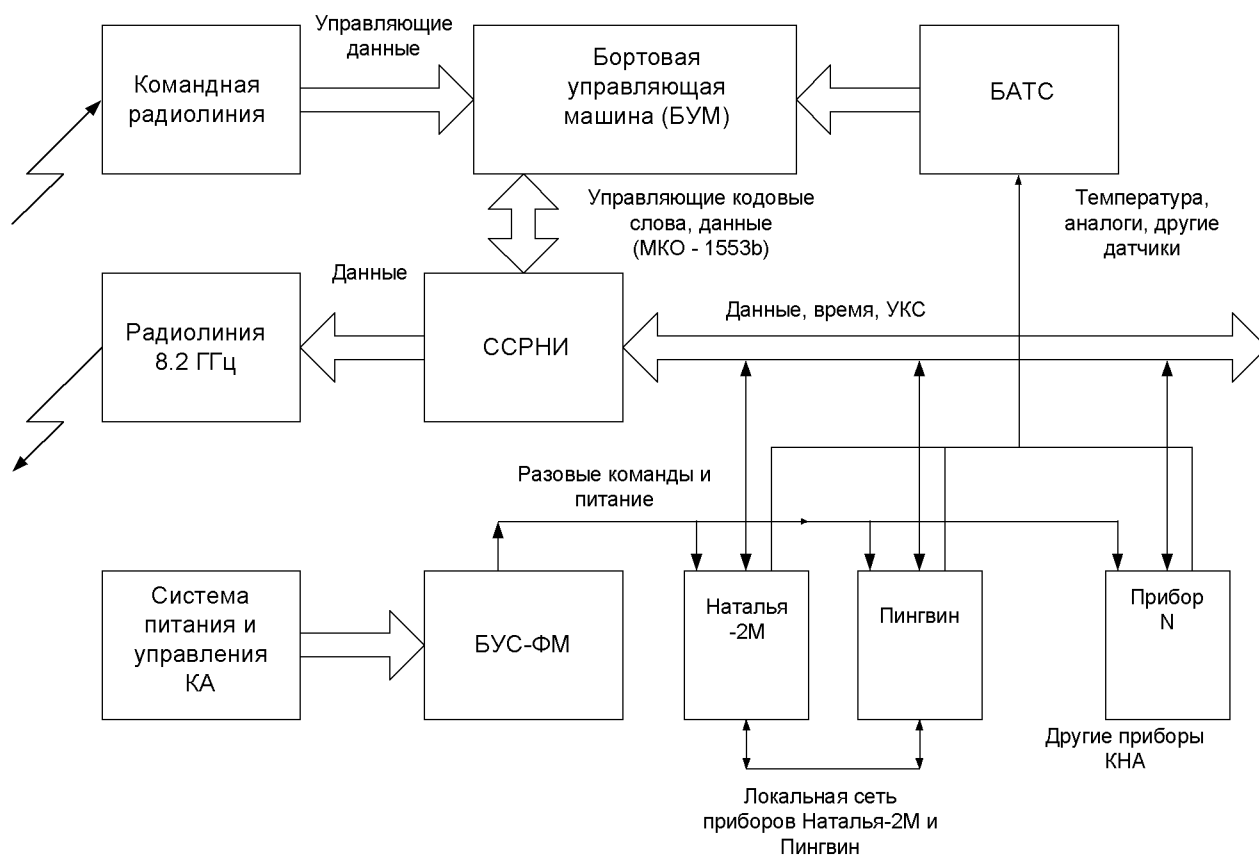 Управляющие
данные
Командная
радиолиния
Бортовая
управляющая
машина (БУМ)
БАТС
Управляющие кодовые
слова, данные
(МКО - 1553b)
Температура,
аналоги, другие
датчики
Данные
Радиолиния
8.2 ГГц
ССРНИ
Данные, время, УКС
Разовые команды и
питание
Система
питания и
управления
КА
БУС-ФМ
Наталья
-2М
Пингвин
Прибор
N
Другие приборы
КНА
Локальная сеть
приборов Наталья-2М и
Пингвин